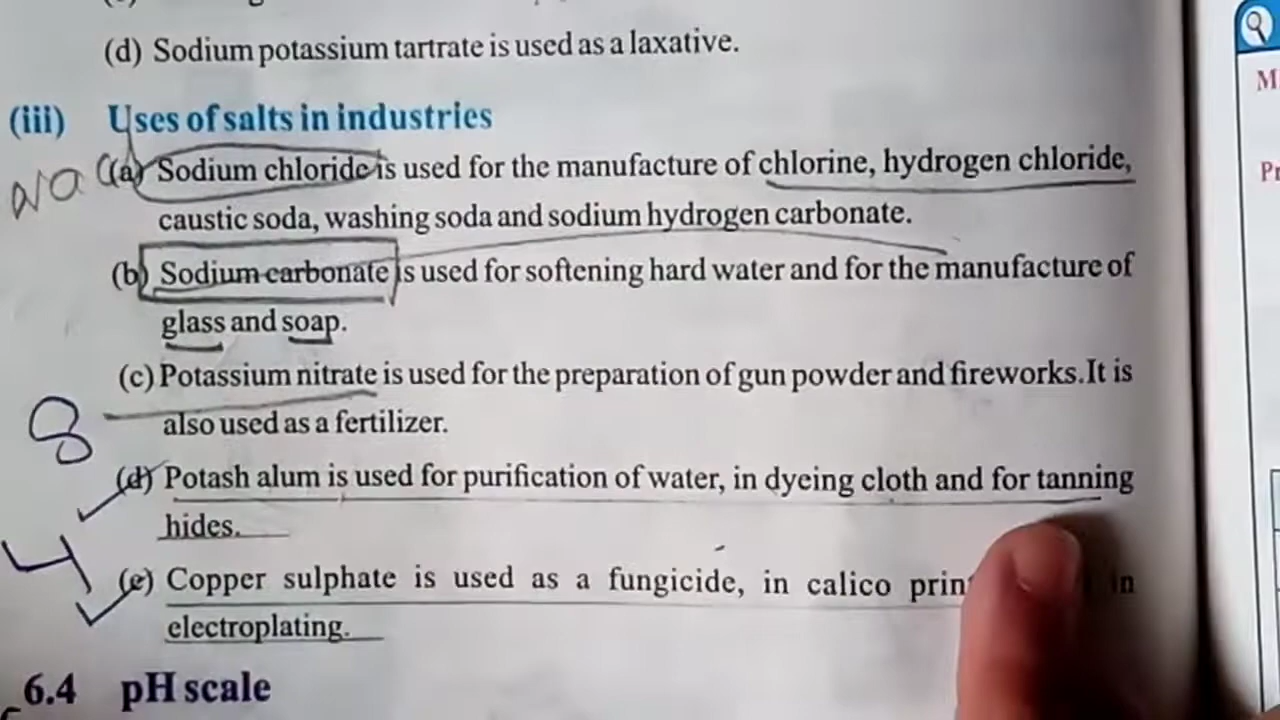 (d) Sodium potassium tartrate is used as a laxative.
(iii) Uses of salts in industries
(a) Sodium chloride is used for the manufacture of chlorine, hydrogen chloride,
caustic soda, washing soda and sodium hydrogen carbonate.
(b) Sodium carbonate is used for softening hard water and for the manufacture of
glass and soap.
(c) Potassium nitrate is used for the preparation of gun powder and fireworks.It is
also used as a fertilizer.
8
(d) Potash alum is used for purification of water, in dyeing cloth and for tanning
hides.
4
(e) Copper sulphate is used as a fungicide, in calico in
electroplating.
6.4 pH scale